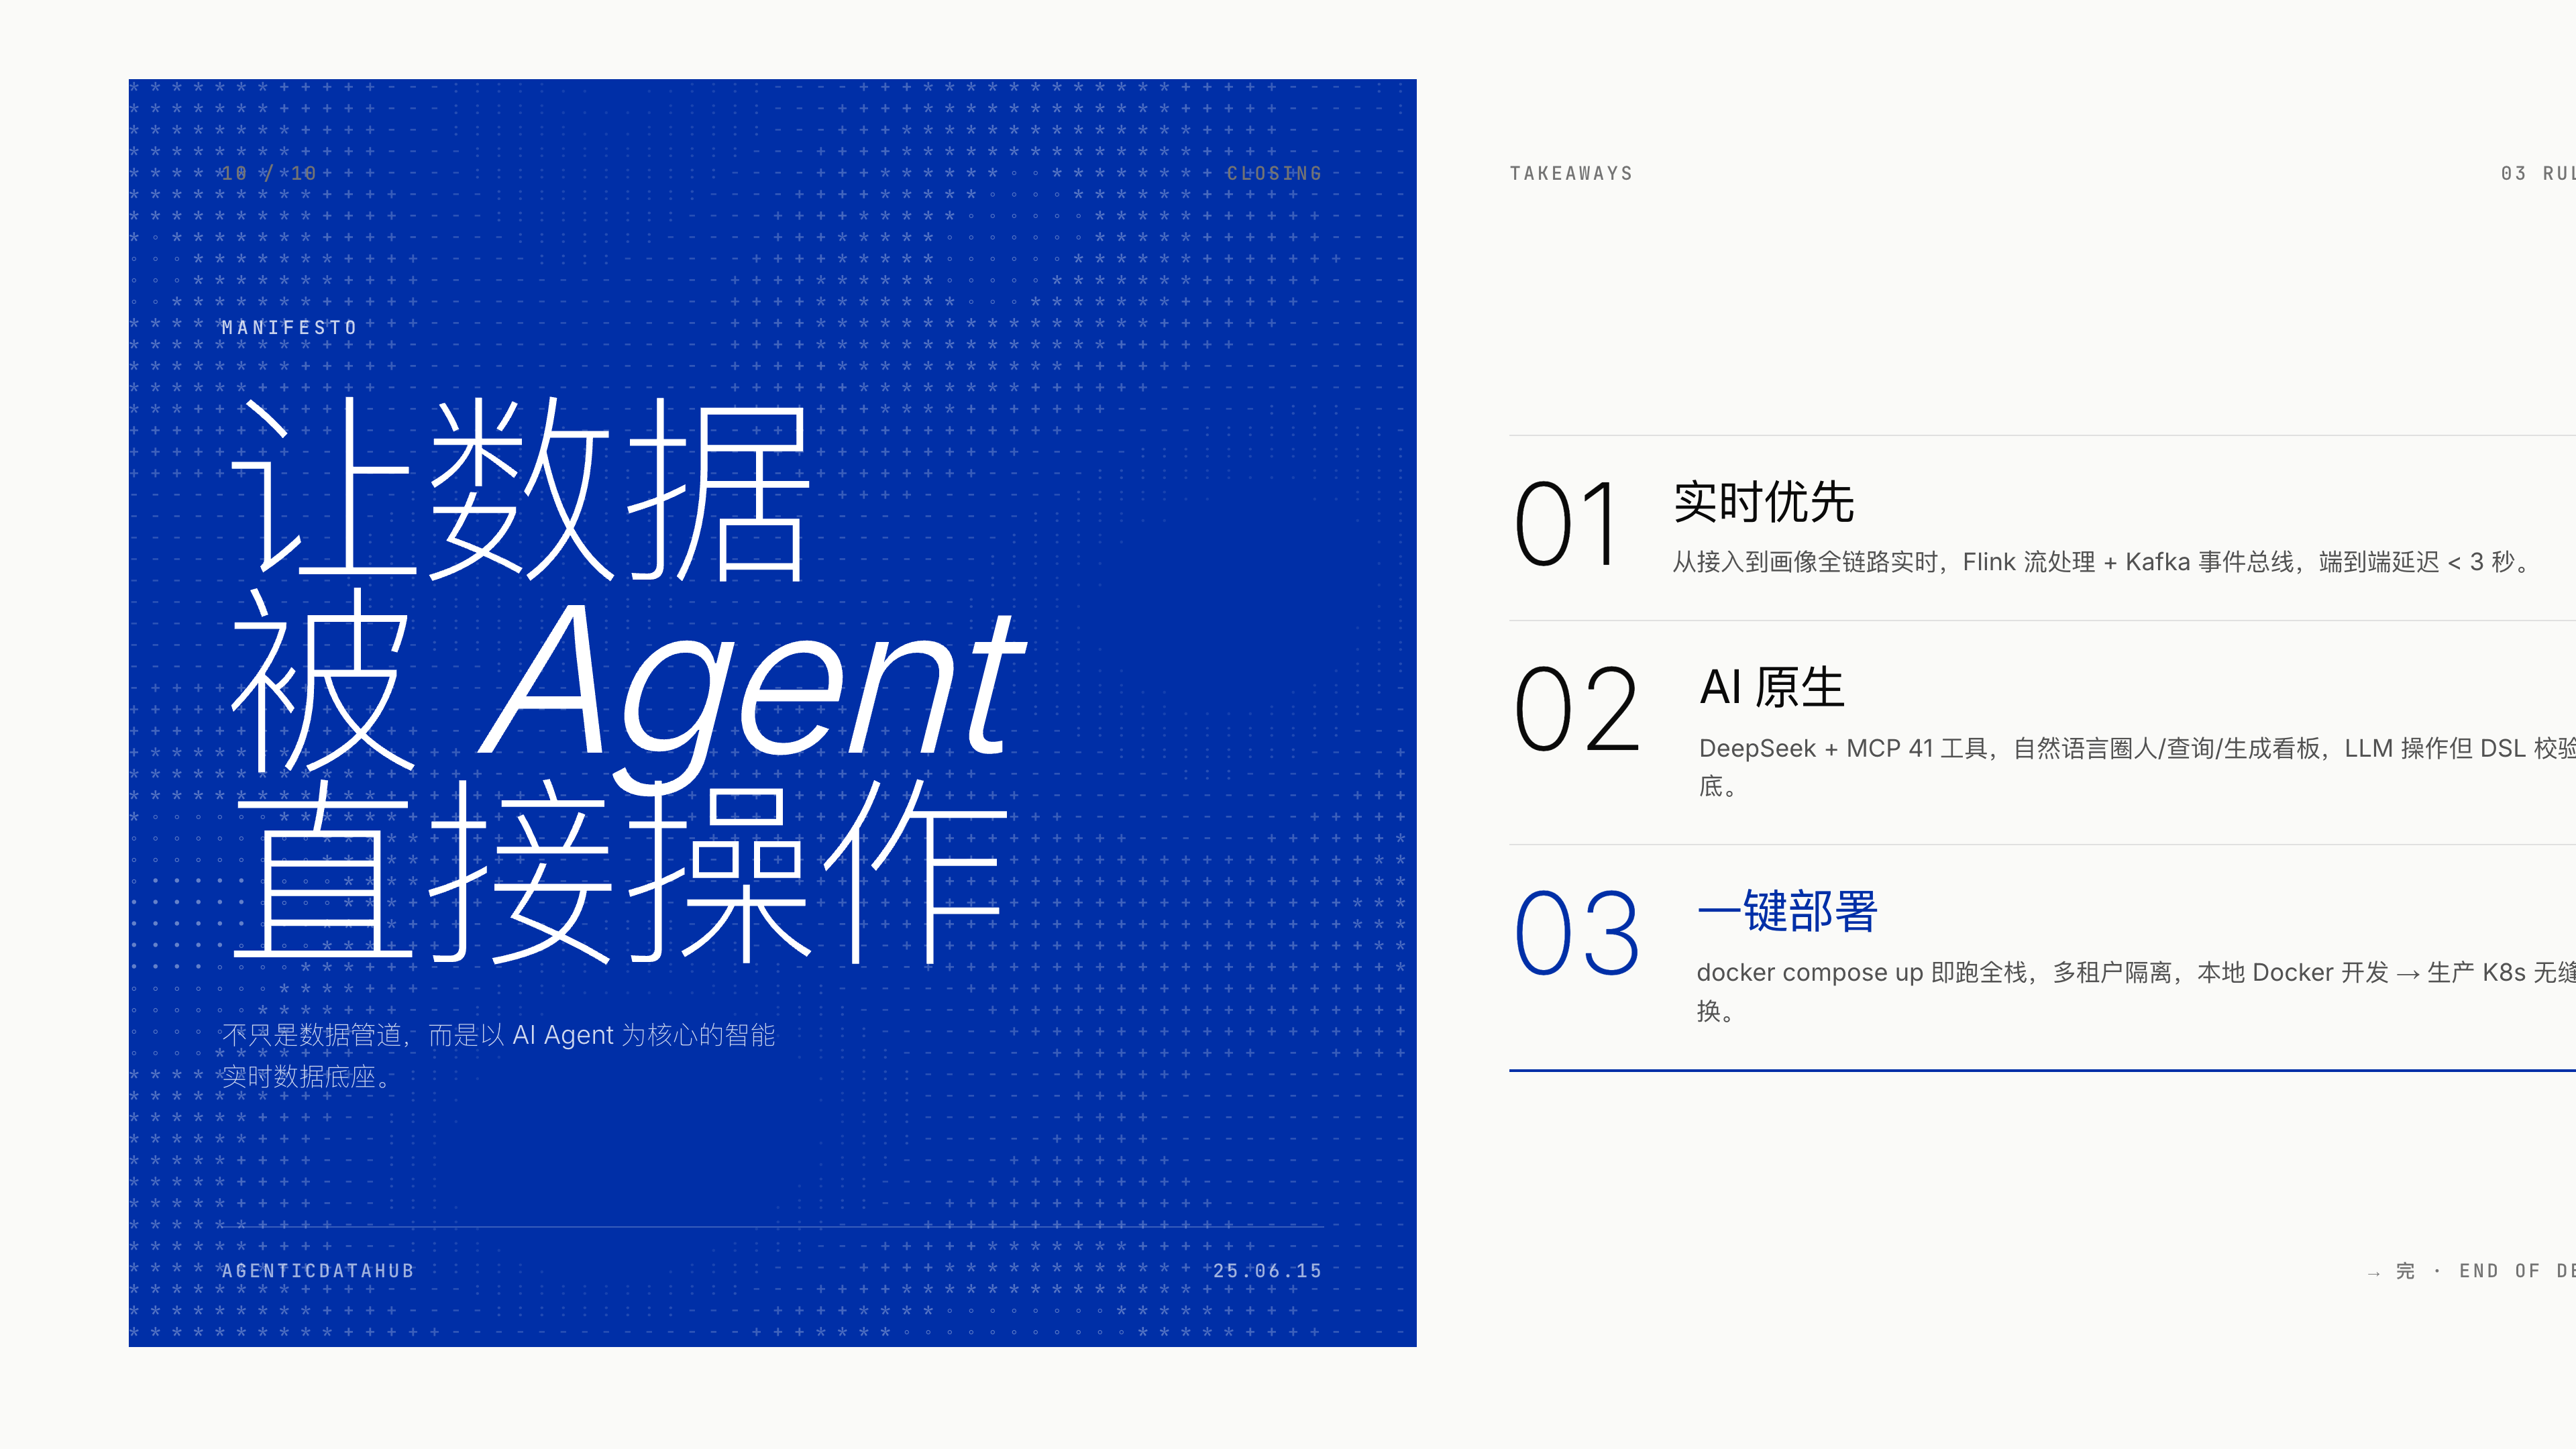 10 / 10
CLOSING
MANIFESTO
让数据
被 Agent
直接操作
不只是数据管道，而是以 AI Agent 为核心的智能
实时数据底座。
AGENTICDATAHUB
25.06.15
TAKEAWAYS
03 RUL
01
实时优先
从接入到画像全链路实时，Flink 流处理 + Kafka 事件总线，端到端延迟 < 3 秒。
02
AI 原生
DeepSeek + MCP 41 工具，自然语言圈人/查询/生成看板，LLM 操作但 DSL 校验
底。
03
一键部署
docker compose up 即跑全栈，多租户隔离，本地 Docker 开发 → 生产 K8s 无缝
换。
→ 完 · END OF DE